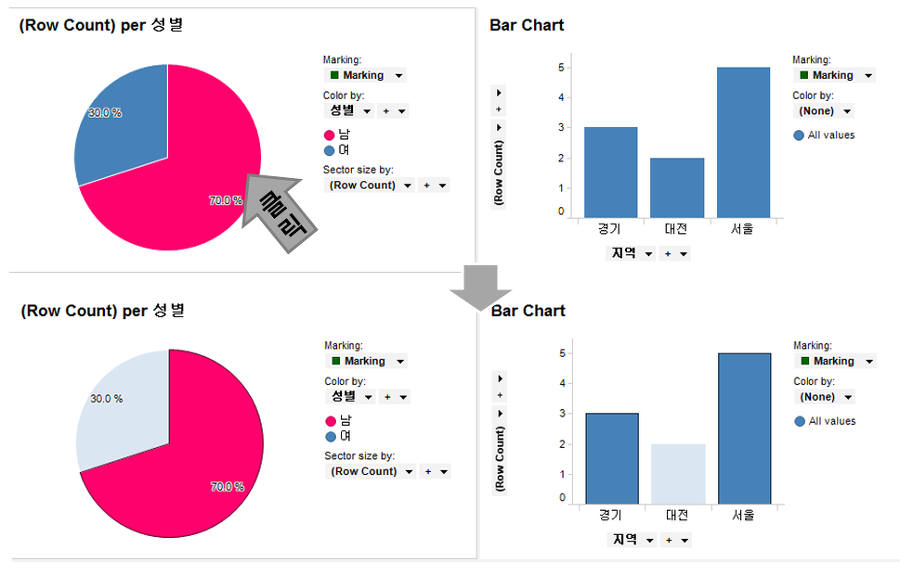 (Row Count) per 성별
Marking:
Marking
Color by:
성별 +
남
여
Sector size by:
(Row Count) +
30.0 %
70.0 %
클릭
Bar Chart
+
(Row Count)
5
4
3
2
1
0
경기 대전 서울
지역 +
Marking:
Marking
Color by:
(None)
All values
(Row Count) per 성별
Marking:
Marking
Color by:
성별 +
남
여
Sector size by:
(Row Count) +
30.0 %
70.0 %
Bar Chart
+
(Row Count)
5
4
3
2
1
0
경기 대전 서울
지역 +
Marking:
Marking
Color by:
(None)
All values